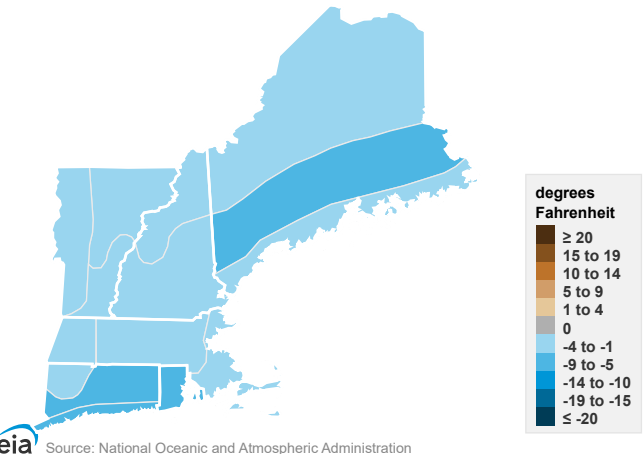 degrees
Fahrenheit
≥ 20
15 to 19
10 to 14
5 to 9
1 to 4
0
-4 to -1
-9 to -5
-14 to -10
-19 to -15
≤ -20
eia Source: National Oceanic and Atmospheric Administration